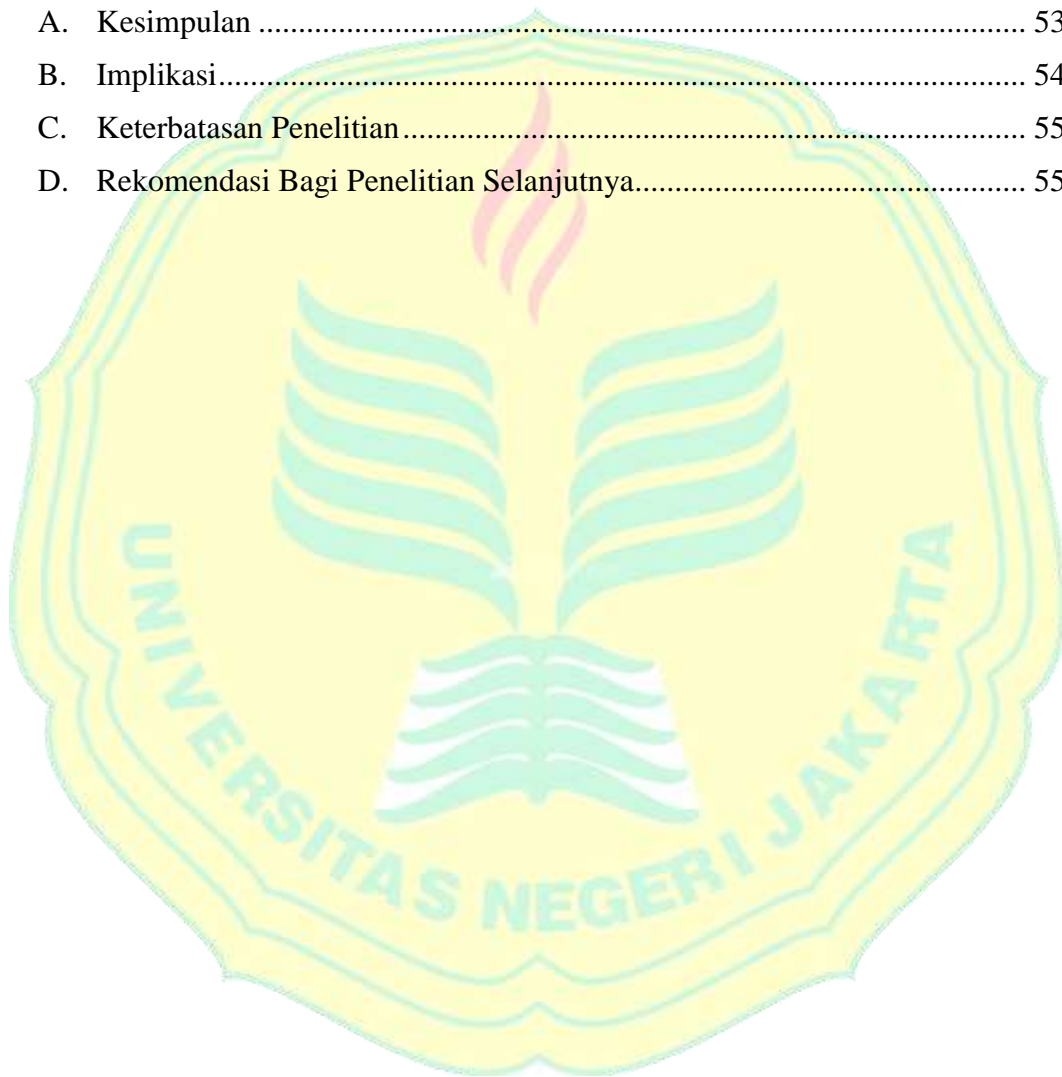 A. Kesimpulan ........................................................................................................ 53
B. Implikasi............................................................................................................. 54
C. Keterbatasan Penelitian...................................................................................... 55
D. Rekomendasi Bagi Penelitian Selanjutnya......................................................... 55
UNIVERSITAS NEGERI JAKARTA